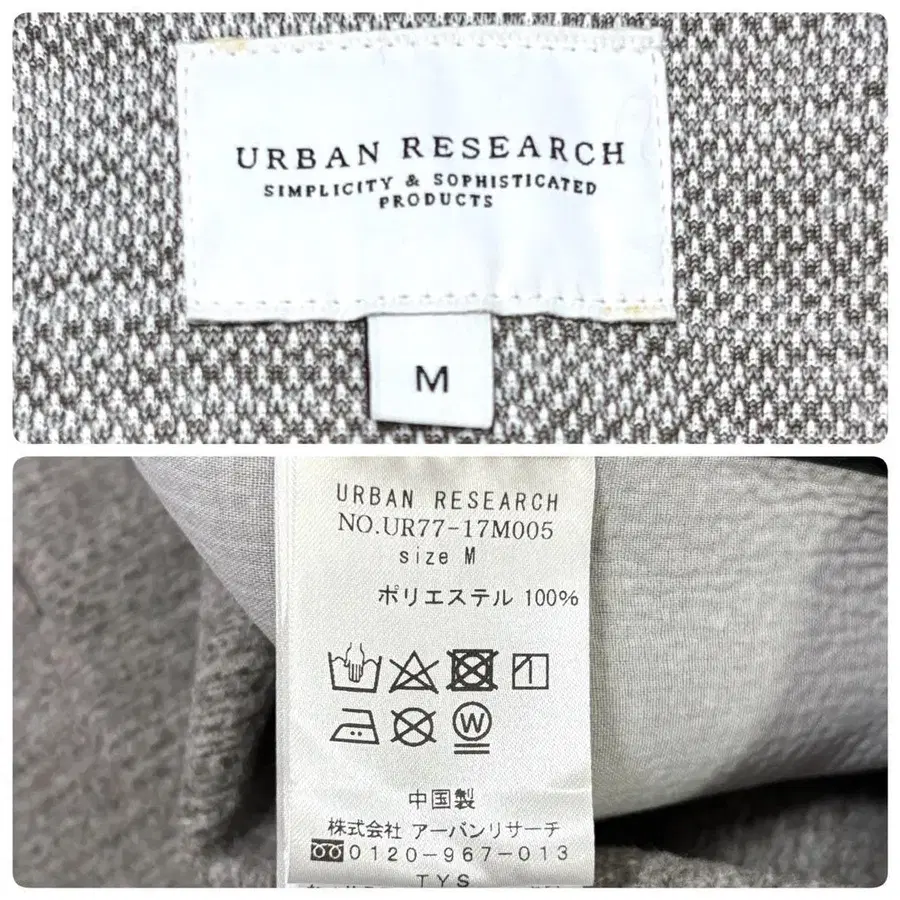 URBAN RESEARCH
SIMPLICITY & SOPHISTICATED
PRODUCTS
M
URBAN RESEARCH
NO.UR77-17M005
size M
ポリエステル 100%
W
中国製
株式会社 アーバンリサーチ
0120-967-013
TYS